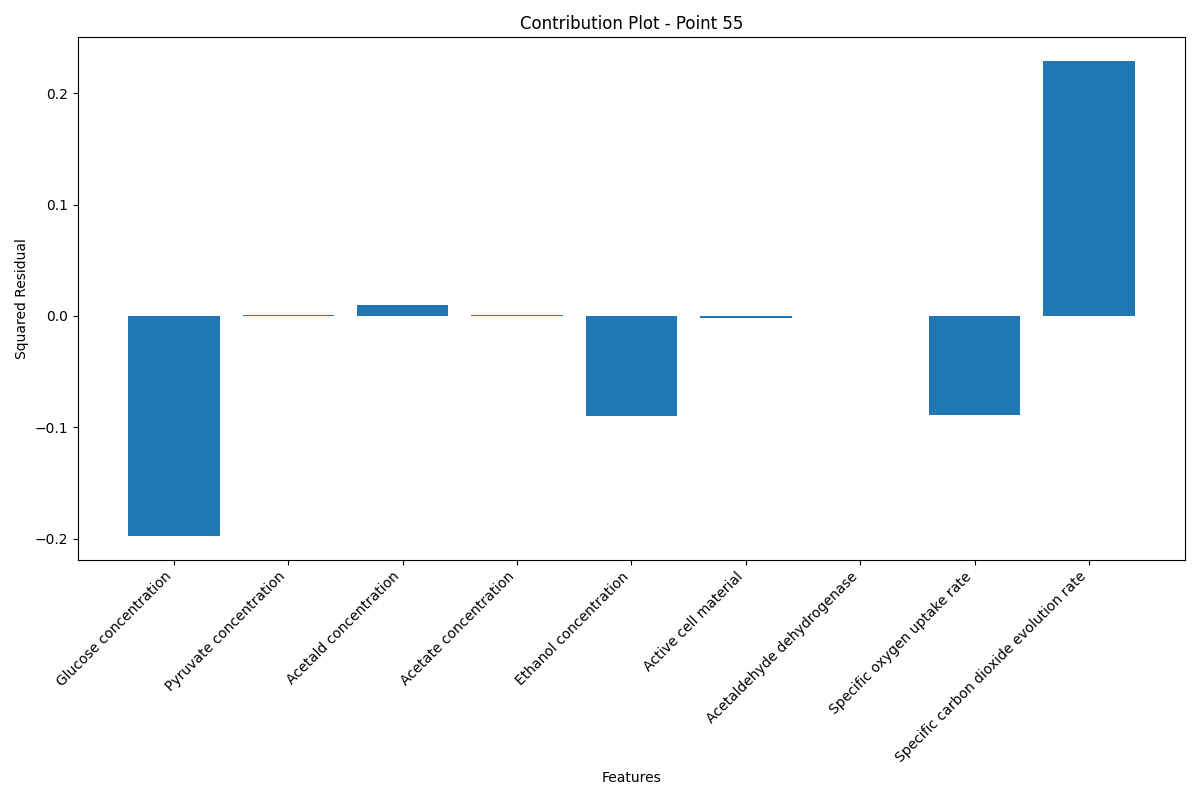 Contribution Plot - Point 55
Squared Residual
0.2
0.1
0.0
−0.1
−0.2
Glucose concentration
Pyruvate concentration
Acetald concentration
Acetate concentration
Ethanol concentration
Active cell material
Acetaldehyde dehydrogenase
Specific oxygen uptake rate
Specific carbon dioxide evolution rate
Features